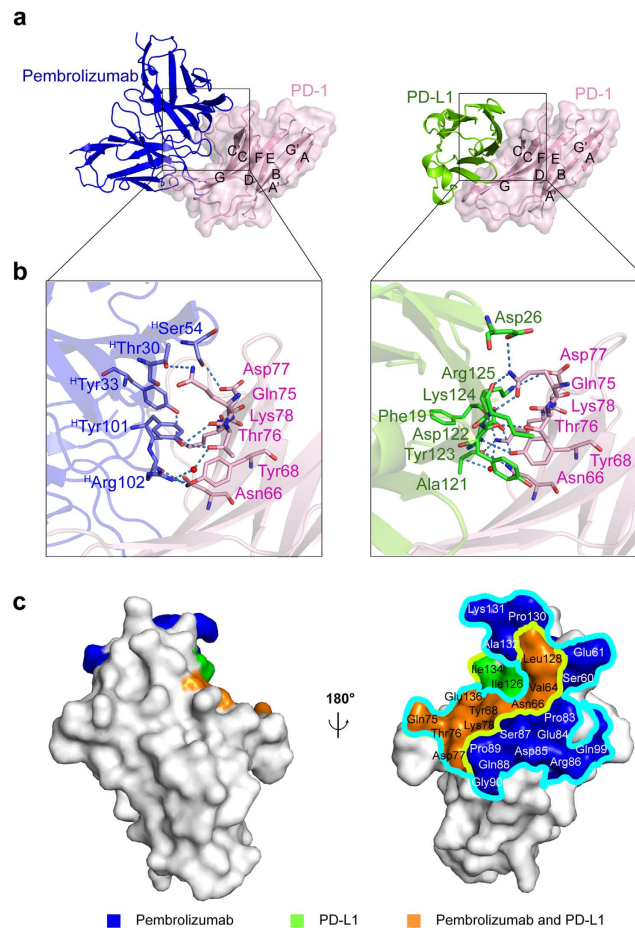 a
Pembrolizumab
PD-1
C'
C
F
E
G'
A
B
G
D
A'
PD-L1
PD-1
C'
C
F
E
G'
A
B
G
D
A'
b
HSer54
HThr30
HTyr33
HTyr101
HArg102
Asp77
Gln75
Lys78
Thr76
Tyr68
Asn66
Asp26
Arg125
Lys124
Phe19
Asp122
Tyr123
Ala121
Asp77
Gln75
Lys78
Thr76
Tyr68
Asn66
c
180°
Lys131
Pro130
Ala132
Leu128
Glu61
Ile134
Ile126
Ser60
Val64
Glu136
Asn66
Gln75
Tyr68
Lys78
Pro83
Thr76
Ser87
Glu84
Gln99
Asp77
Pro89
Asp85
Gln88
Arg86
Gly90
Pembrolizumab
PD-L1
Pembrolizumab and PD-L1